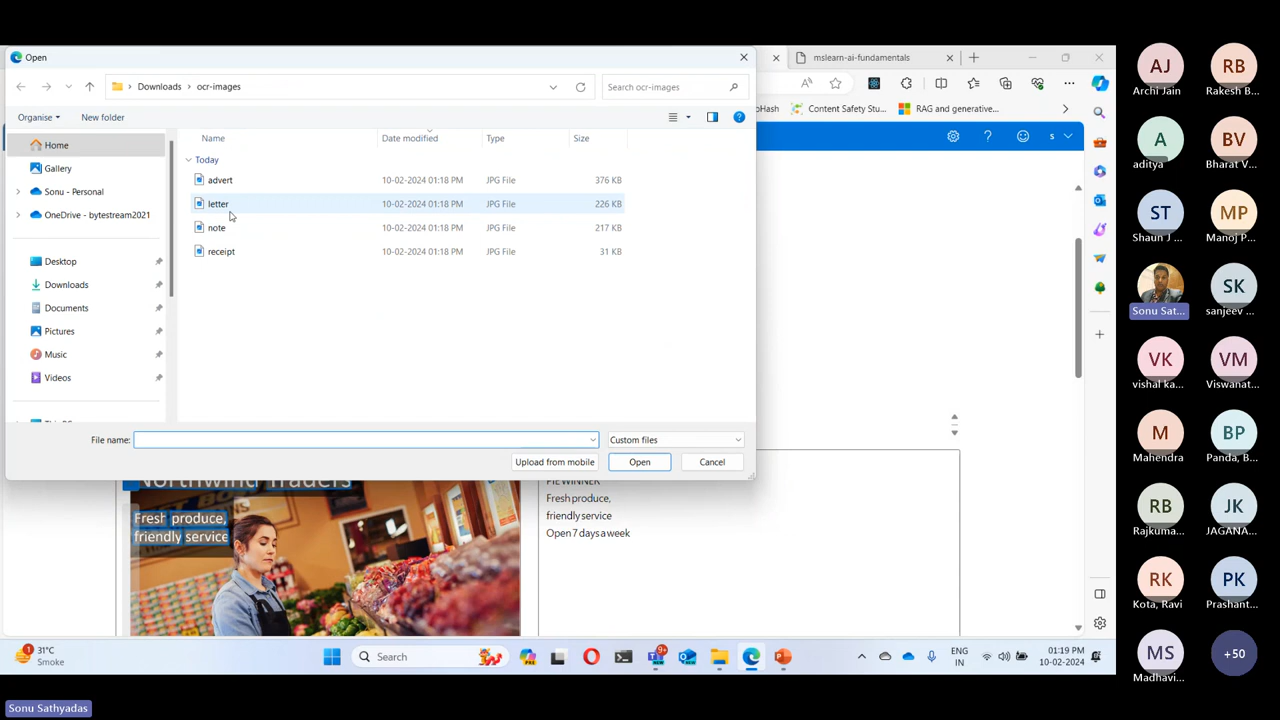 Open
mslearn-ai-fundamentals
Downloads
ocr-images
Search ocr-images
Organise
New folder
bHash
Content Safety Stu...
RAG and generative...
Name
Date modified
Type
Size
Home
Gallery
Sonu - Personal
OneDrive - bytestream2021
Desktop
Downloads
Documents
Pictures
Music
Videos
Today
advert
10-02-2024 01:18 PM
JPG File
376 KB
letter
10-02-2024 01:18 PM
JPG File
226 KB
note
10-02-2024 01:18 PM
JPG File
217 KB
receipt
10-02-2024 01:18 PM
JPG File
31 KB
s
File name:
Custom files
Upload from mobile
Open
Cancel
Northwind Traders
Fresh produce,
friendly service
Fresh produce,
friendly service
Open 7 days a week
1
31°C
Smoke
Search
9+
ENG
IN
01:19 PM
10-02-2024
AJ
Archi Jain
RB
Rakesh B...
A
aditya
BV
Bharat V...
ST
Shaun J ...
MP
Manoj P...
Sonu Sat...
SK
sanjeev ...
VK
vishal ka...
VM
Viswanat...
M
Mahendra
BP
Panda, B...
RB
Rajkuma...
JK
JAGANA...
RK
Kota, Ravi
PK
Prashant...
MS
Madhavi...
+50
Sonu Sathyadas